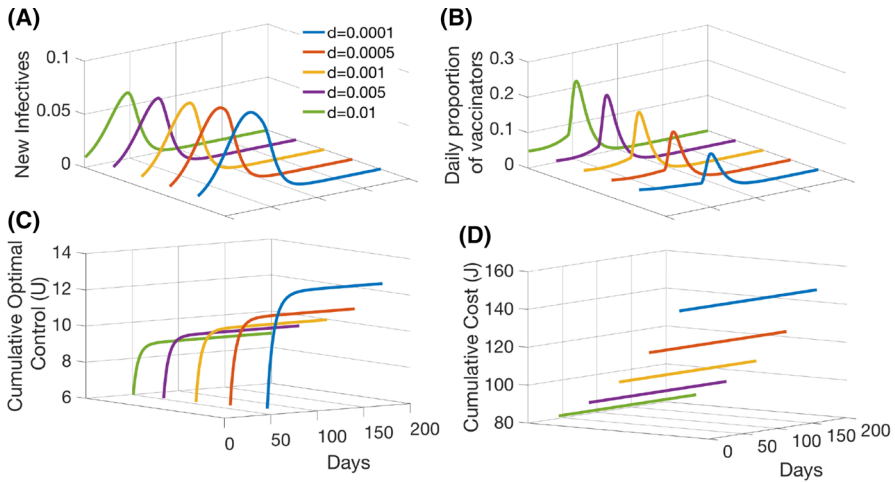 (A)
New Infectives
0.1
0.05
0
d=0.0001
d=0.0005
d=0.001
d=0.005
d=0.01
(B)
Daily proportion
of vaccinators
0.3
0.2
0.1
0
(C)
Cumulative Optimal
Control (U)
14
12
10
8
6
0
50
100
150
200
Days
(D)
Cumulative Cost (J)
160
140
120
100
80
0
50
100
150
200
Days